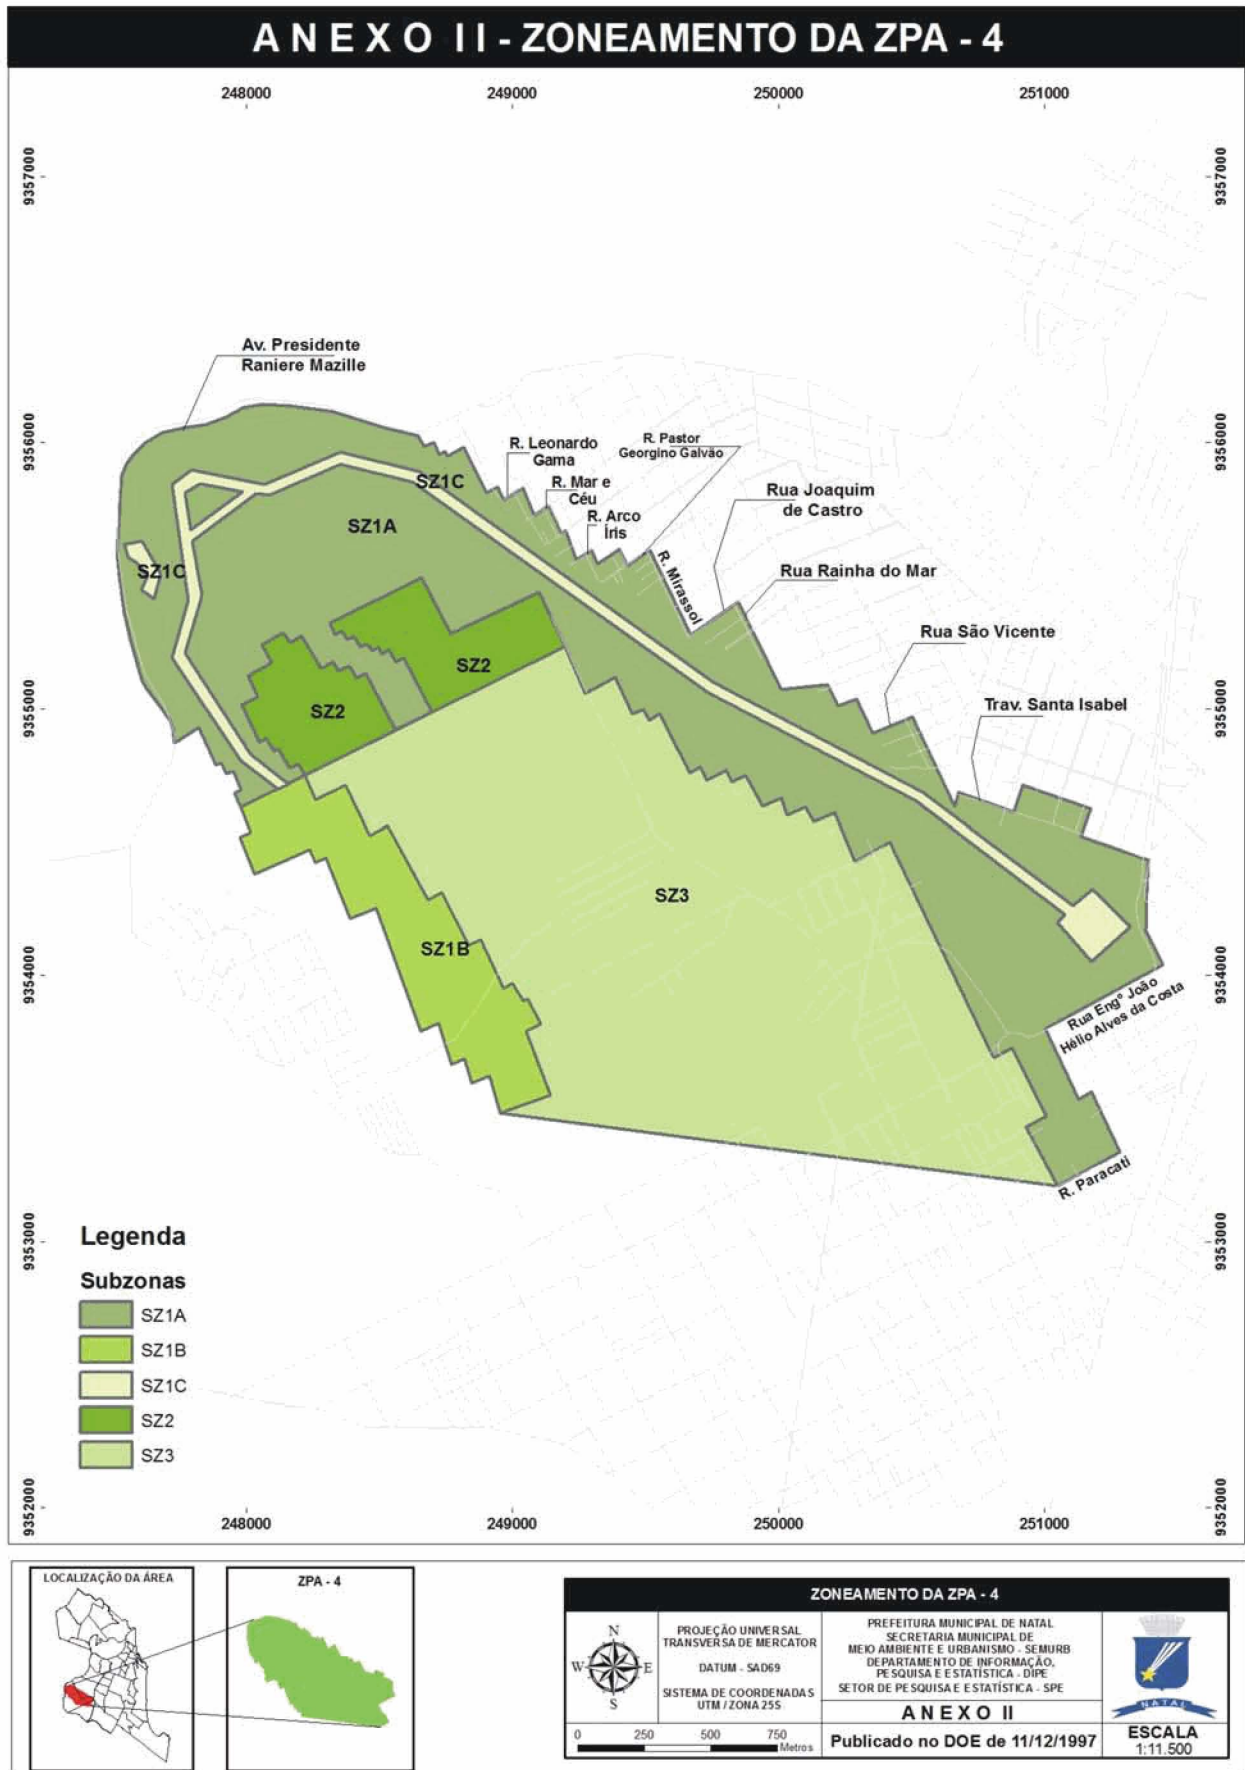 A N E X O I I - ZONEAMENTO DA ZPA - 4
248000 249000 250000 251000
9357000 9357000
Av. Presidente
Raniere Mazille
9356000 9356000
R. Leonardo
Gama
R. Pastor
Georgino Galvão
R. Mar e
Céu
R. Arco
Íris
Rua Joaquim
de Castro
SZ1C
SZ1A
SZ1C
R. Mirassol
Rua Rainha do Mar
Rua São Vicente
SZ2
SZ2
Trav. Santa Isabel
9355000 9355000
SZ3
SZ1B
9354000 9354000
Rua Engº João
Hélio Alves da Costa
R. Paracati
9353000 9353000
Legenda
Subzonas
SZ1A
SZ1B
SZ1C
SZ2
SZ3
9352000 9352000
248000 249000 250000 251000
LOCALIZAÇÃO DA ÁREA
ZPA - 4
ZONEAMENTO DA ZPA - 4
N
W E
S
PROJEÇÃO UNIVERSAL
TRANSVERSA DE MERCATOR
DATUM - SAD69
SISTEMA DE COORDENADAS
UTM / ZONA 25S
PREFEITURA MUNICIPAL DE NATAL
SECRETARIA MUNICIPAL DE
MEIO AMBIENTE E URBANISMO - SEMURB
DEPARTAMENTO DE INFORMAÇÃO,
PESQUISA E ESTATÍSTICA - DIPE
SETOR DE PESQUISA E ESTATÍSTICA - SPE
A N E X O II
Publicado no DOE de 11/12/1997
0 250 500 750
Metros
NATAL
ESCALA
1:11.500